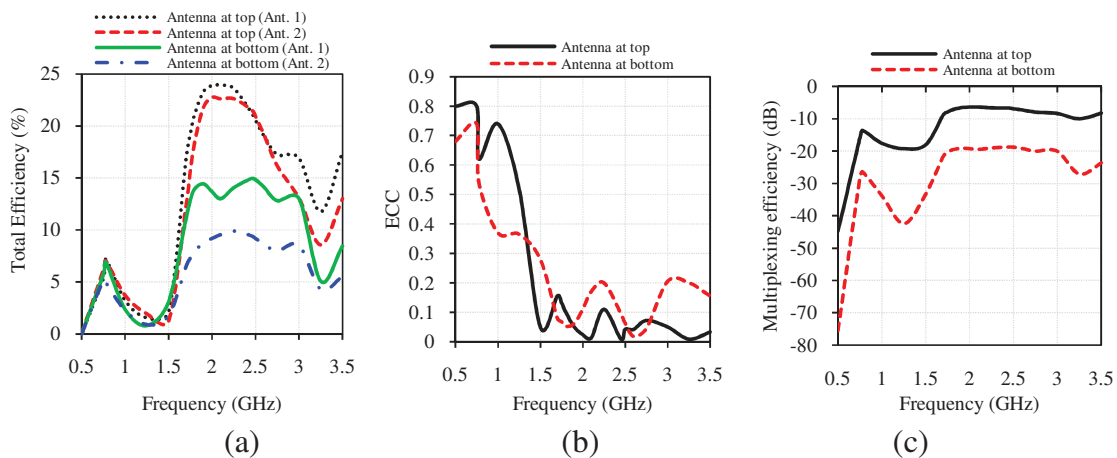 Antenna at top (Ant. 1)
Antenna at top (Ant. 2)
Antenna at bottom (Ant. 1)
Antenna at bottom (Ant. 2)
Total Efficiency (%)
25
20
15
10
5
0
0.5 1 1.5 2 2.5 3 3.5
Frequency (GHz)
(a)
Antenna at top
Antenna at bottom
ECC
0.9
0.8
0.7
0.6
0.5
0.4
0.3
0.2
0.1
0
0.5 1 1.5 2 2.5 3 3.5
Frequency (GHz)
(b)
Antenna at top
Antenna at bottom
Multiplexing efficiency (dB)
0
-10
-20
-30
-40
-50
-60
-70
-80
0.5 1 1.5 2 2.5 3 3.5
Frequency (GHz)
(c)